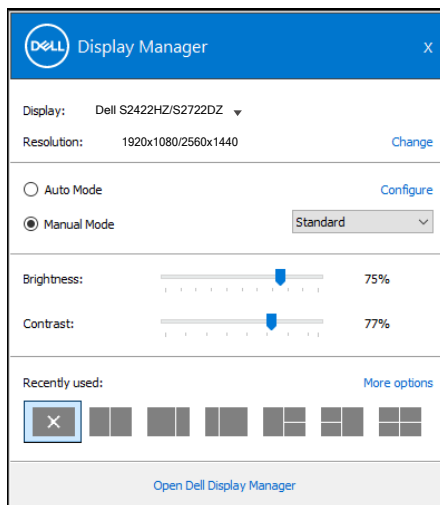 DELL Display Manager X
Display: Dell S2422HZ/S2722DZ
Resolution: 1920x1080/2560x1440 Change
Auto Mode Configure
Manual Mode Standard
Brightness: 75%
Contrast: 77%
Recently used: More options
Open Dell Display Manager